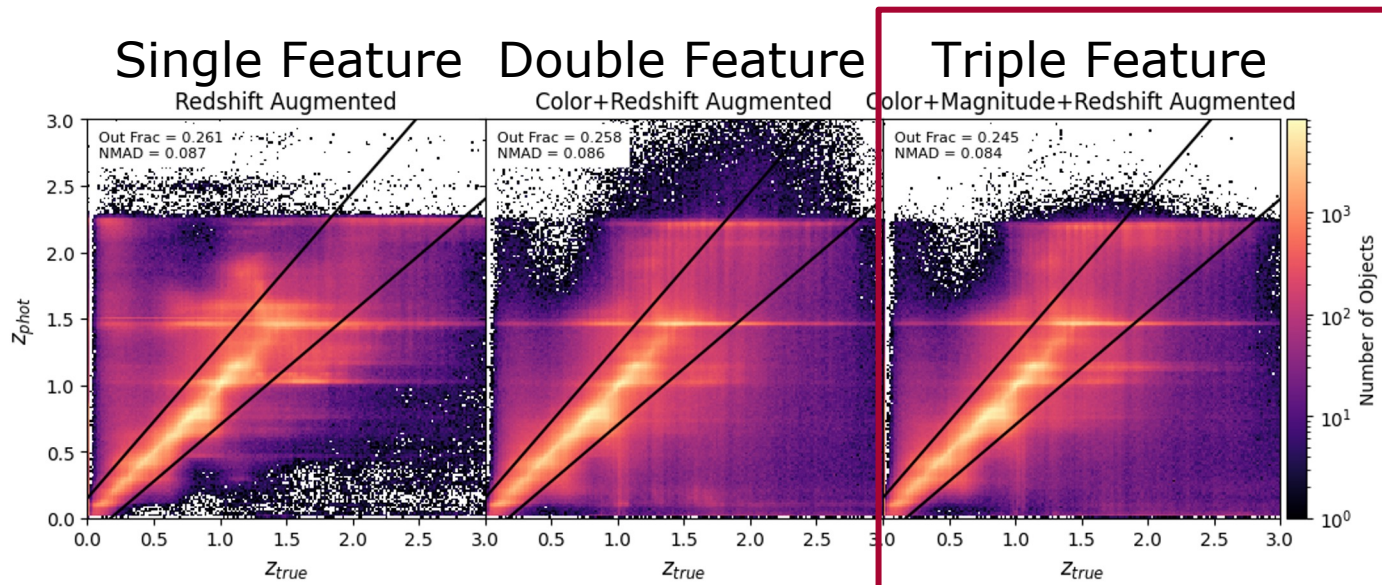 Single Feature
Double Feature
Triple Feature
Redshift Augmented
Color+Redshift Augmented
Color+Magnitude+Redshift Augmented
Out Frac = 0.261
NMAD = 0.087
Out Frac = 0.258
NMAD = 0.086
Out Frac = 0.245
NMAD = 0.084
z_phot
3.0
2.5
2.0
1.5
1.0
0.5
0.0
0.0 0.5 1.0 1.5 2.0 2.5 3.0
0.5 1.0 1.5 2.0 2.5 3.0
0.0 0.5 1.0 1.5 2.0 2.5 3.0
z_true
z_true
z_true
10^3
10^2
10^1
10^0
Number of Objects